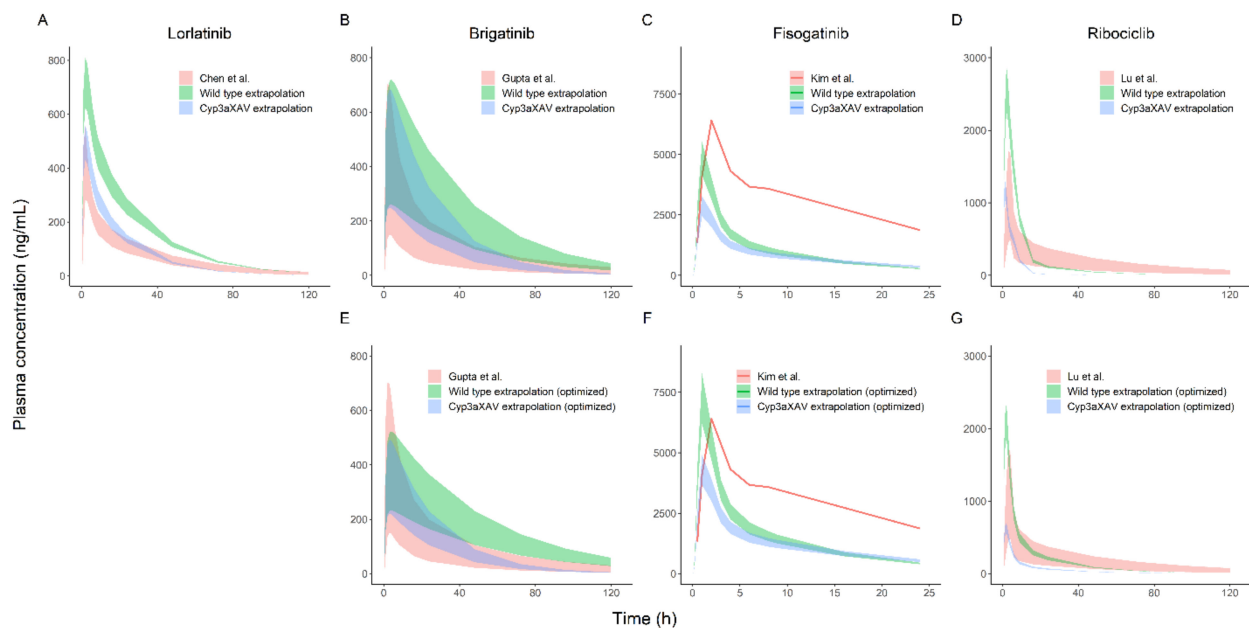 A
Lorlatinib
B
Brigatinib
C
Fisogatinib
D
Ribociclib
800
600
400
200
0
0
40
80
120
Chen et al.
Wild type extrapolation
Cyp3aXAV extrapolation
800
600
400
200
0
0
40
80
120
Gupta et al.
Wild type extrapolation
Cyp3aXAV extrapolation
7500
5000
2500
0
0
5
10
15
20
25
Kim et al.
Wild type extrapolation
Cyp3aXAV extrapolation
3000
2000
1000
0
0
40
80
120
Lu et al.
Wild type extrapolation
Cyp3aXAV extrapolation
Plasma concentration (ng/mL)
E
800
600
400
200
0
0
40
80
120
Gupta et al.
Wild type extrapolation (optimized)
Cyp3aXAV extrapolation (optimized)
F
7500
5000
2500
0
0
5
10
15
20
25
Kim et al.
Wild type extrapolation (optimized)
Cyp3aXAV extrapolation (optimized)
G
3000
2000
1000
0
0
40
80
120
Lu et al.
Wild type extrapolation (optimized)
Cyp3aXAV extrapolation (optimized)
Time (h)